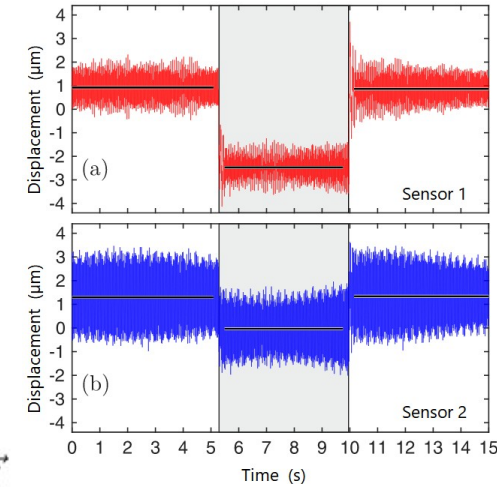 4
3
2
1
0
-1
-2
-3
-4
Displacement (μm)
(a)
Sensor 1
4
3
2
1
0
-1
-2
-3
-4
Displacement (μm)
(b)
Sensor 2
0 1 2 3 4 5 6 7 8 9 10 11 12 13 14 15
Time (s)